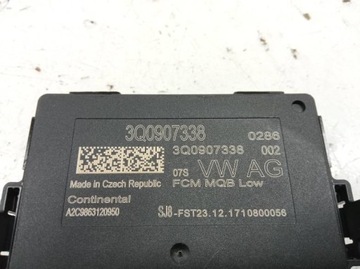 3Q0907338 0286
3Q0907338 002
07S VW AG
Made in Czech Republic FCM MQB Low
Continental
A2C9863120950 SJ8-FST23.12.1710800056